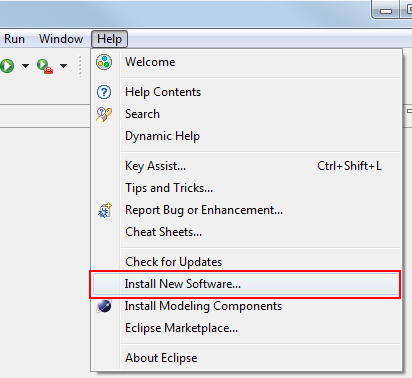 Run Window Help
Welcome
Help Contents
Search
Dynamic Help
Key Assist... Ctrl+Shift+L
Tips and Tricks...
Report Bug or Enhancement...
Cheat Sheets...
Check for Updates
Install New Software...
Install Modeling Components
Eclipse Marketplace...
About Eclipse